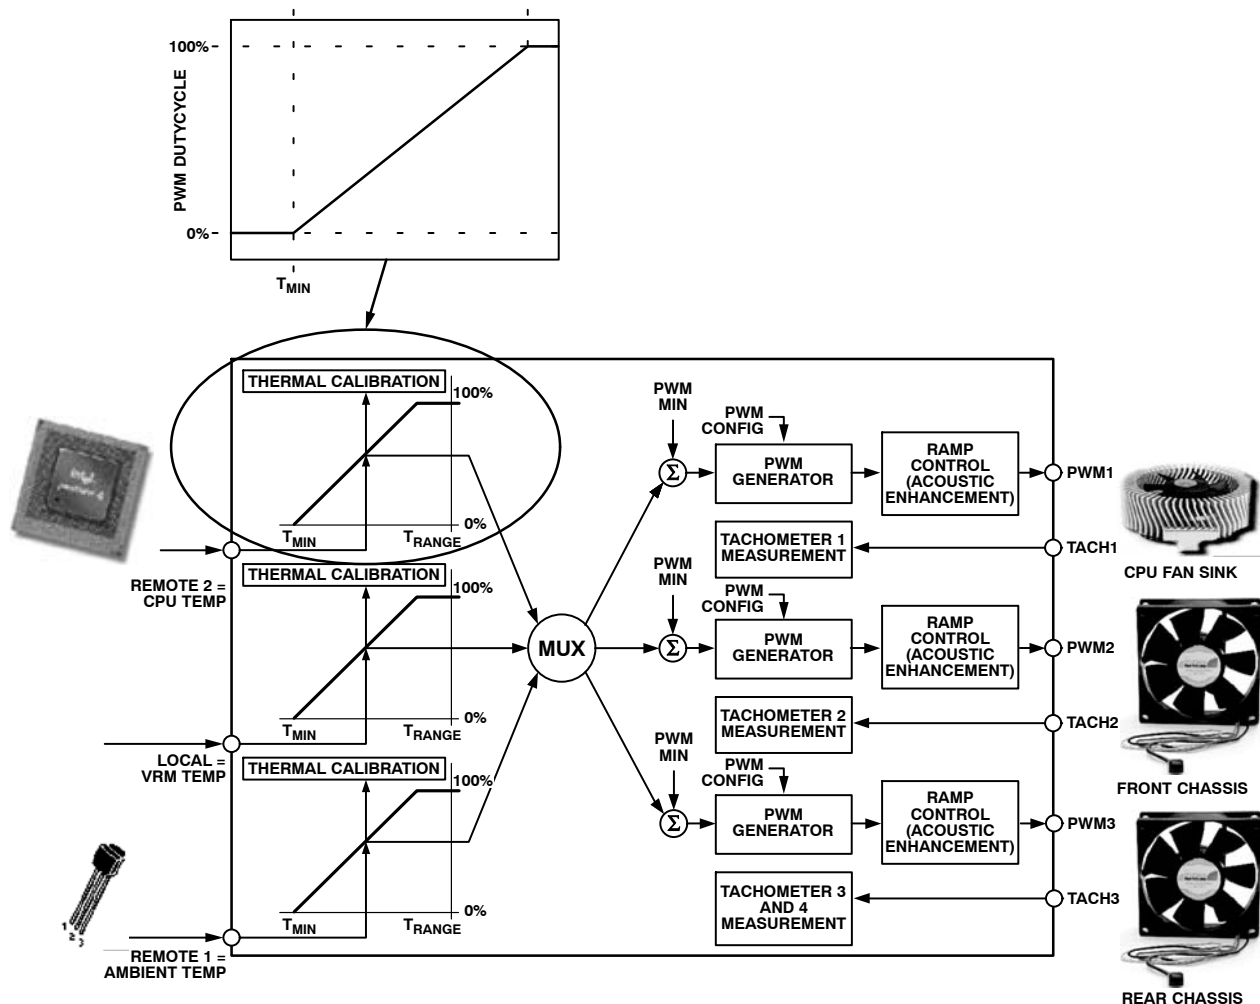 100%
PWM DUTYCYCLE
0%
TMIN
THERMAL CALIBRATION
100%
0%
TMIN
TRANGE
REMOTE 2 =
CPU TEMP
THERMAL CALIBRATION
100%
0%
TMIN
TRANGE
LOCAL =
VRM TEMP
THERMAL CALIBRATION
100%
0%
TMIN
TRANGE
REMOTE 1 =
AMBIENT TEMP
1
2
3
intel
MUX
PWM
MIN
Σ
PWM
CONFIG
PWM
GENERATOR
RAMP
CONTROL
(ACOUSTIC
ENHANCEMENT)
PWM1
TACHOMETER 1
MEASUREMENT
TACH1
CPU FAN SINK
PWM
MIN
Σ
PWM
CONFIG
PWM
GENERATOR
RAMP
CONTROL
(ACOUSTIC
ENHANCEMENT)
PWM2
TACHOMETER 2
MEASUREMENT
TACH2
FRONT CHASSIS
PWM
MIN
Σ
PWM
CONFIG
PWM
GENERATOR
RAMP
CONTROL
(ACOUSTIC
ENHANCEMENT)
PWM3
TACHOMETER 3
AND 4
MEASUREMENT
TACH3
REAR CHASSIS